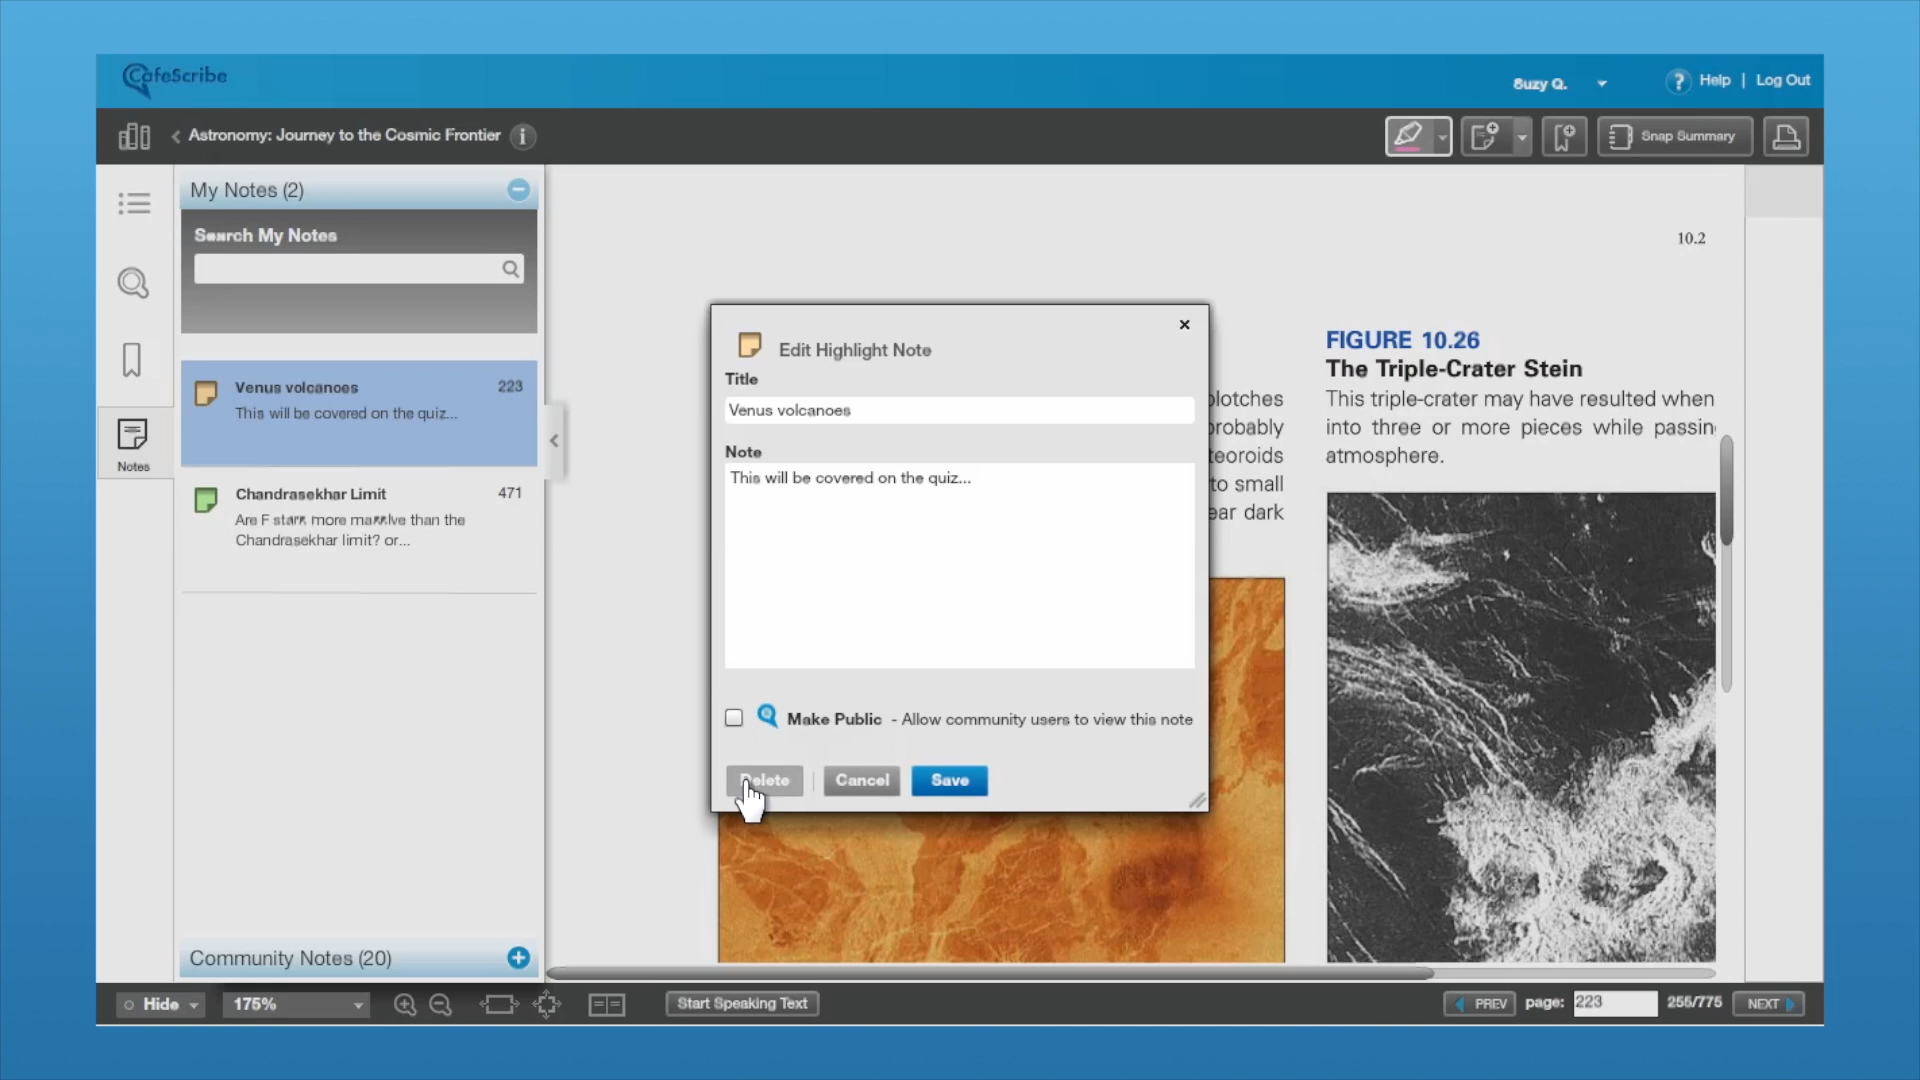 CafeScribe
Suzy Q.
? Help | Log Out
Astronomy: Journey to the Cosmic Frontier i
Snap Summary
My Notes (2)
Search My Notes
Venus volcanoes 223
This will be covered on the quiz...
Notes
Chandrasekhar Limit 471
Are F stars more massive than the
Chandrasekhar limit? or...
Community Notes (20)
10.2
Edit Highlight Note
Title
Venus volcanoes
Note
This will be covered on the quiz...
Make Public - Allow community users to view this note
Delete Cancel Save
plotches
probably
teoroids
to small
ear dark
FIGURE 10.26
The Triple-Crater Stein
This triple-crater may have resulted when
into three or more pieces while passin
atmosphere.
Hide 175% Start Speaking Text PREV page: 223 255/775 NEXT